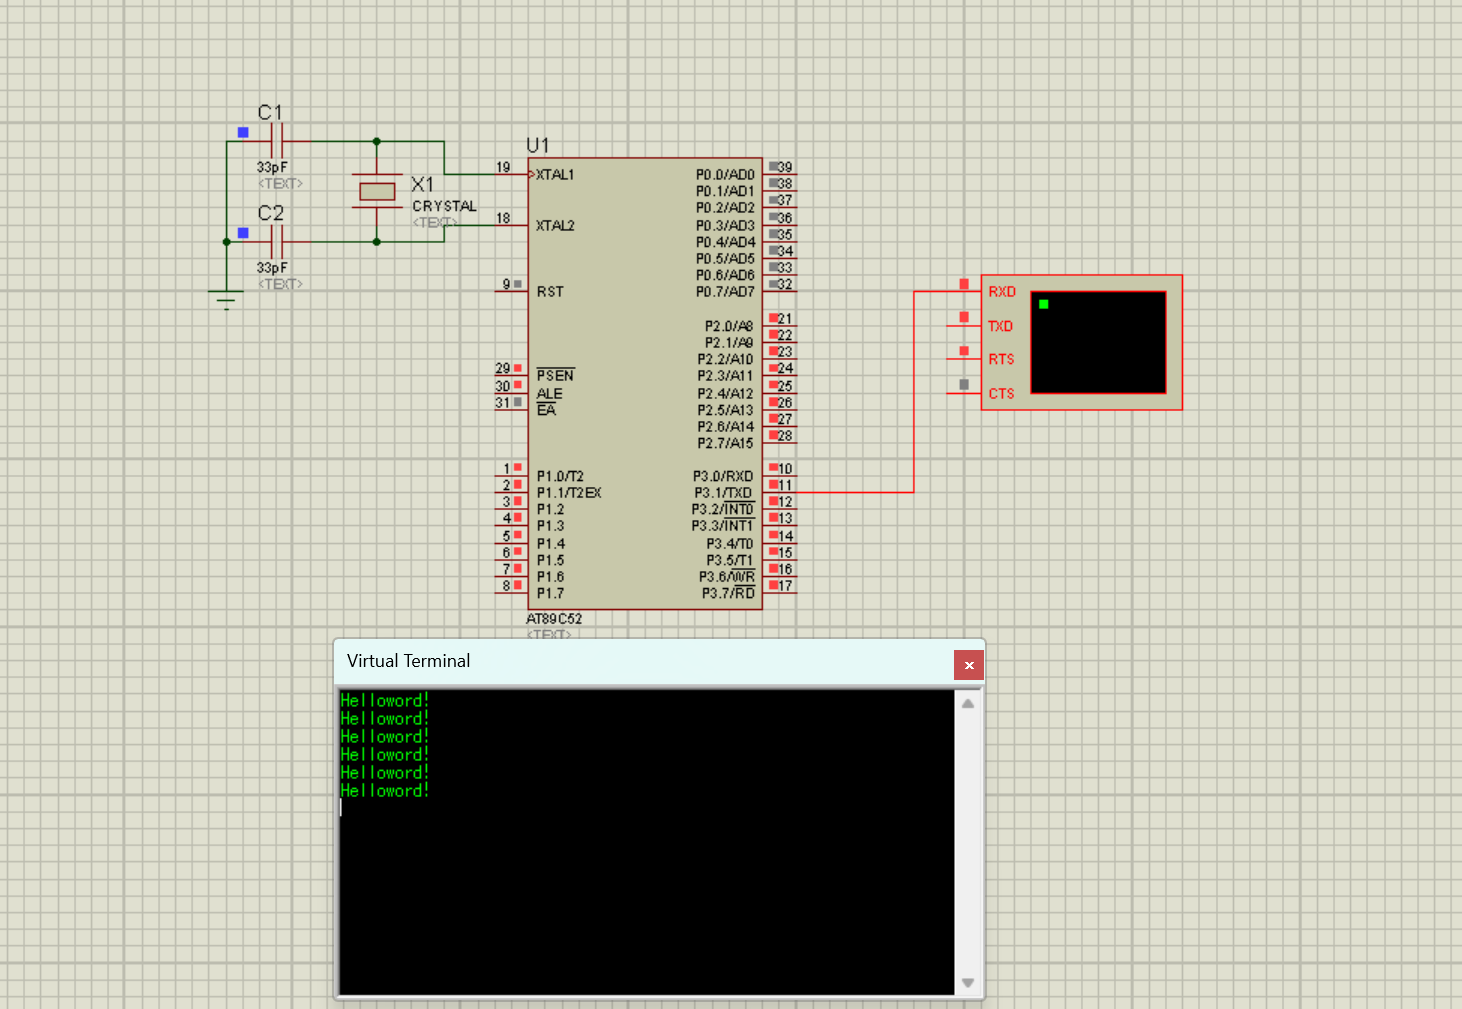 C1
33pF
<TEXT>
C2
33pF
<TEXT>
X1
CRYSTAL
<TEXT>
U1
19 XTAL1
18 XTAL2
9 RST
29 PSEN
30 ALE
31 EA
1 P1.0/T2
2 P1.1/T2EX
3 P1.2
4 P1.3
5 P1.4
6 P1.5
7 P1.6
8 P1.7
P0.0/AD0 39
P0.1/AD1 38
P0.2/AD2 37
P0.3/AD3 36
P0.4/AD4 35
P0.5/AD5 34
P0.6/AD6 33
P0.7/AD7 32
P2.0/A8 21
P2.1/A9 22
P2.2/A10 23
P2.3/A11 24
P2.4/A12 25
P2.5/A13 26
P2.6/A14 27
P2.7/A15 28
P3.0/RXD 10
P3.1/TXD 11
P3.2/INT0 12
P3.3/INT1 13
P3.4/T0 14
P3.5/T1 15
P3.6/WR 16
P3.7/RD 17
AT89C52
<TEXT>
RXD
TXD
RTS
CTS
Virtual Terminal
Helloword!
Helloword!
Helloword!
Helloword!
Helloword!
Helloword!